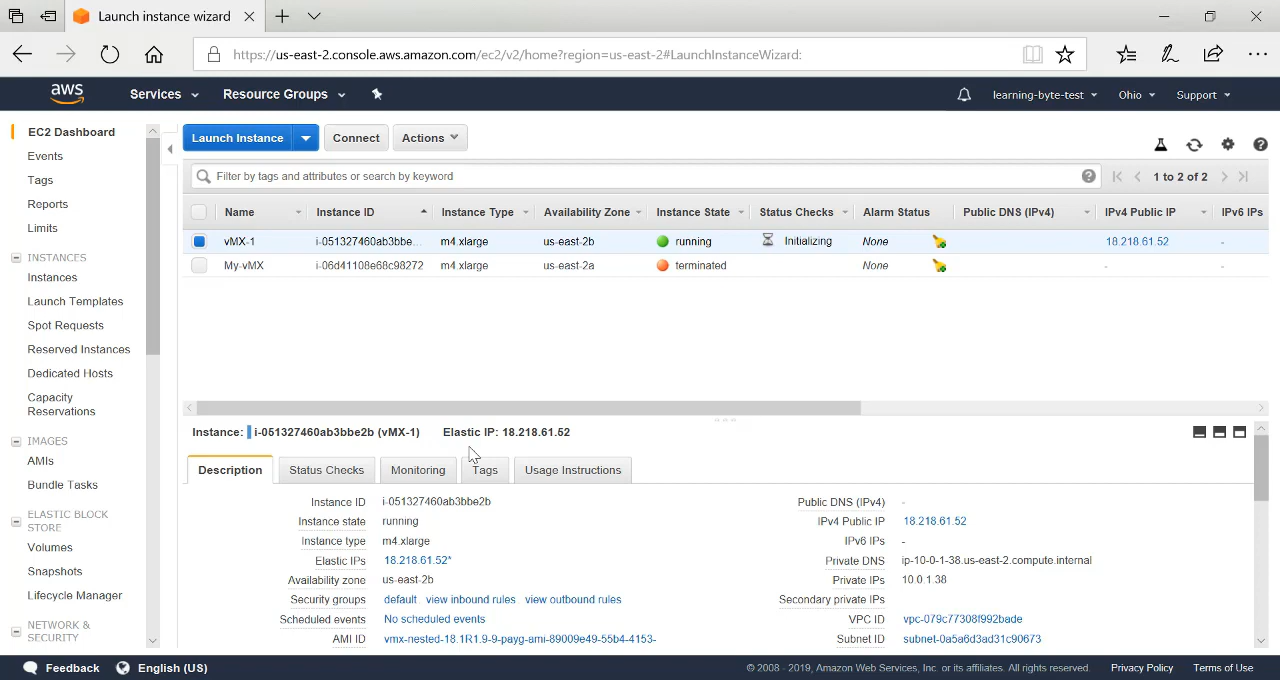 Launch instance wizard
https://us-east-2.console.aws.amazon.com/ec2/v2/home?region=us-east-2#LaunchInstanceWizard:
aws Services Resource Groups learning-byte-test Ohio Support
EC2 Dashboard
Events
Tags
Reports
Limits
INSTANCES
Instances
Launch Templates
Spot Requests
Reserved Instances
Dedicated Hosts
Capacity
Reservations
IMAGES
AMIs
Bundle Tasks
ELASTIC BLOCK
STORE
Volumes
Snapshots
Lifecycle Manager
NETWORK &
SECURITY
Launch Instance Connect Actions
Filter by tags and attributes or search by keyword 1 to 2 of 2
Name Instance ID Instance Type Availability Zone Instance State Status Checks Alarm Status Public DNS (IPv4) IPv4 Public IP IPv6 IPs
vMX-1 i-051327460ab3bbe... m4.xlarge us-east-2b running Initializing None 18.218.61.52 -
My-vMX i-06d41108e68c98272 m4.xlarge us-east-2a terminated None - -
Instance: i-051327460ab3bbe2b (vMX-1) Elastic IP: 18.218.61.52
Description Status Checks Monitoring Tags Usage Instructions
Instance ID i-051327460ab3bbe2b Public DNS (IPv4) -
Instance state running IPv4 Public IP 18.218.61.52
Instance type m4.xlarge IPv6 IPs -
Elastic IPs 18.218.61.52* Private DNS ip-10-0-1-38.us-east-2.compute.internal
Availability zone us-east-2b Private IPs 10.0.1.38
Security groups default view inbound rules view outbound rules Secondary private IPs
Scheduled events No scheduled events VPC ID vpc-079c77308f992bade
AMI ID vmx-nested-18.1R1.9-9-payg-ami-89009e49-55b4-4153- Subnet ID subnet-0a5a6d3ad31c90673
Feedback English (US) © 2008 - 2019, Amazon Web Services, Inc. or its affiliates. All rights reserved. Privacy Policy Terms of Use